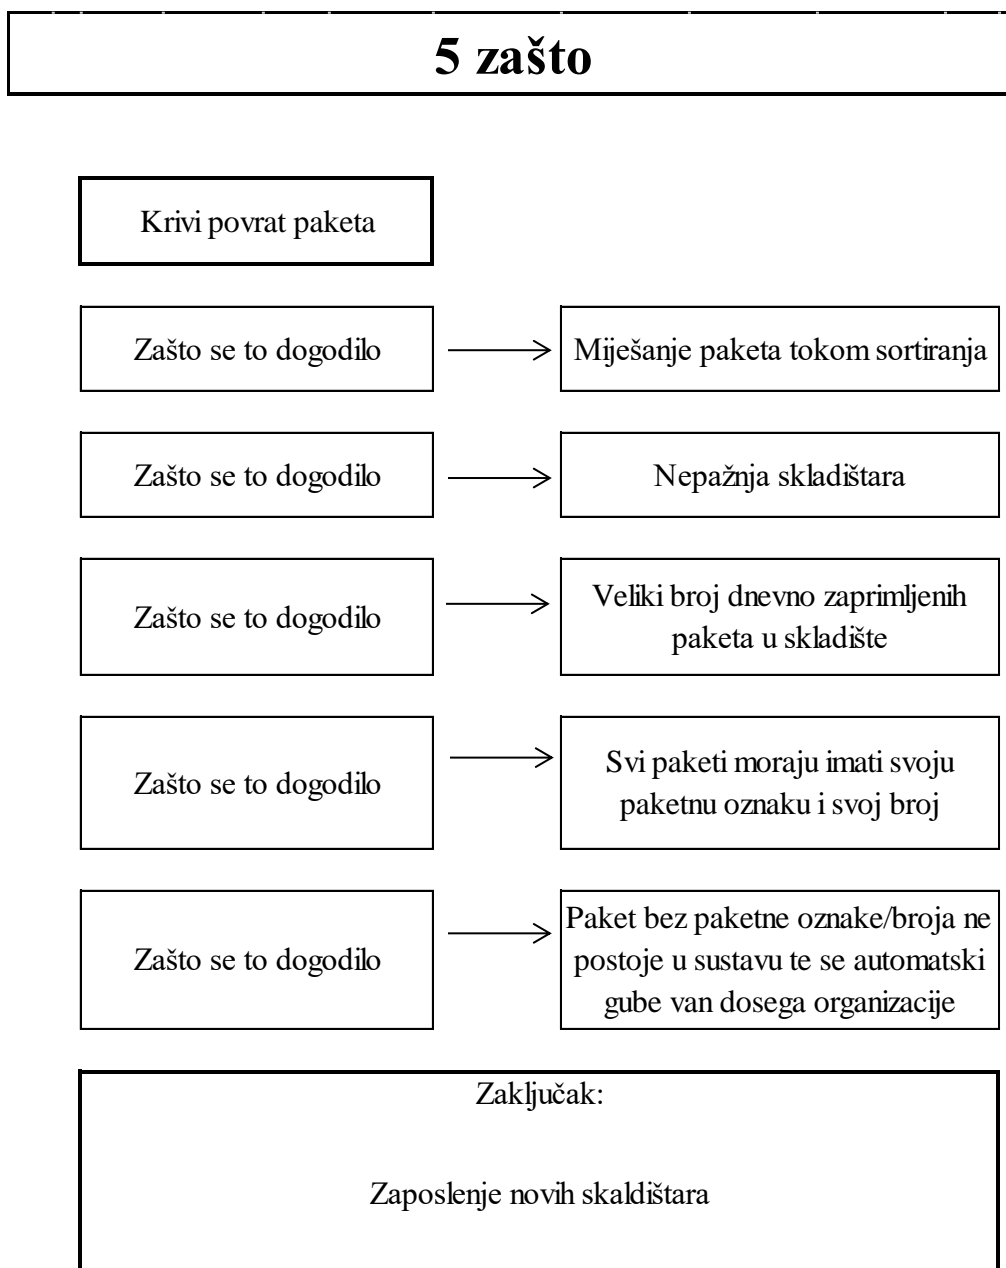 5 zašto
Krivi povrat paketa
Zašto se to dogodilo
Miješanje paketa tokom sortiranja
Zašto se to dogodilo
Nepažnja skladištara
Zašto se to dogodilo
Veliki broj dnevno zaprimljenih
paketa u skladište
Zašto se to dogodilo
Svi paketi moraju imati svoju
paketnu oznaku i svoj broj
Zašto se to dogodilo
Paket bez paketne oznake/broja ne
postoje u sustavu te se automatski
gube van dosega organizacije
Zaključak:
Zaposlenje novih skaldištara